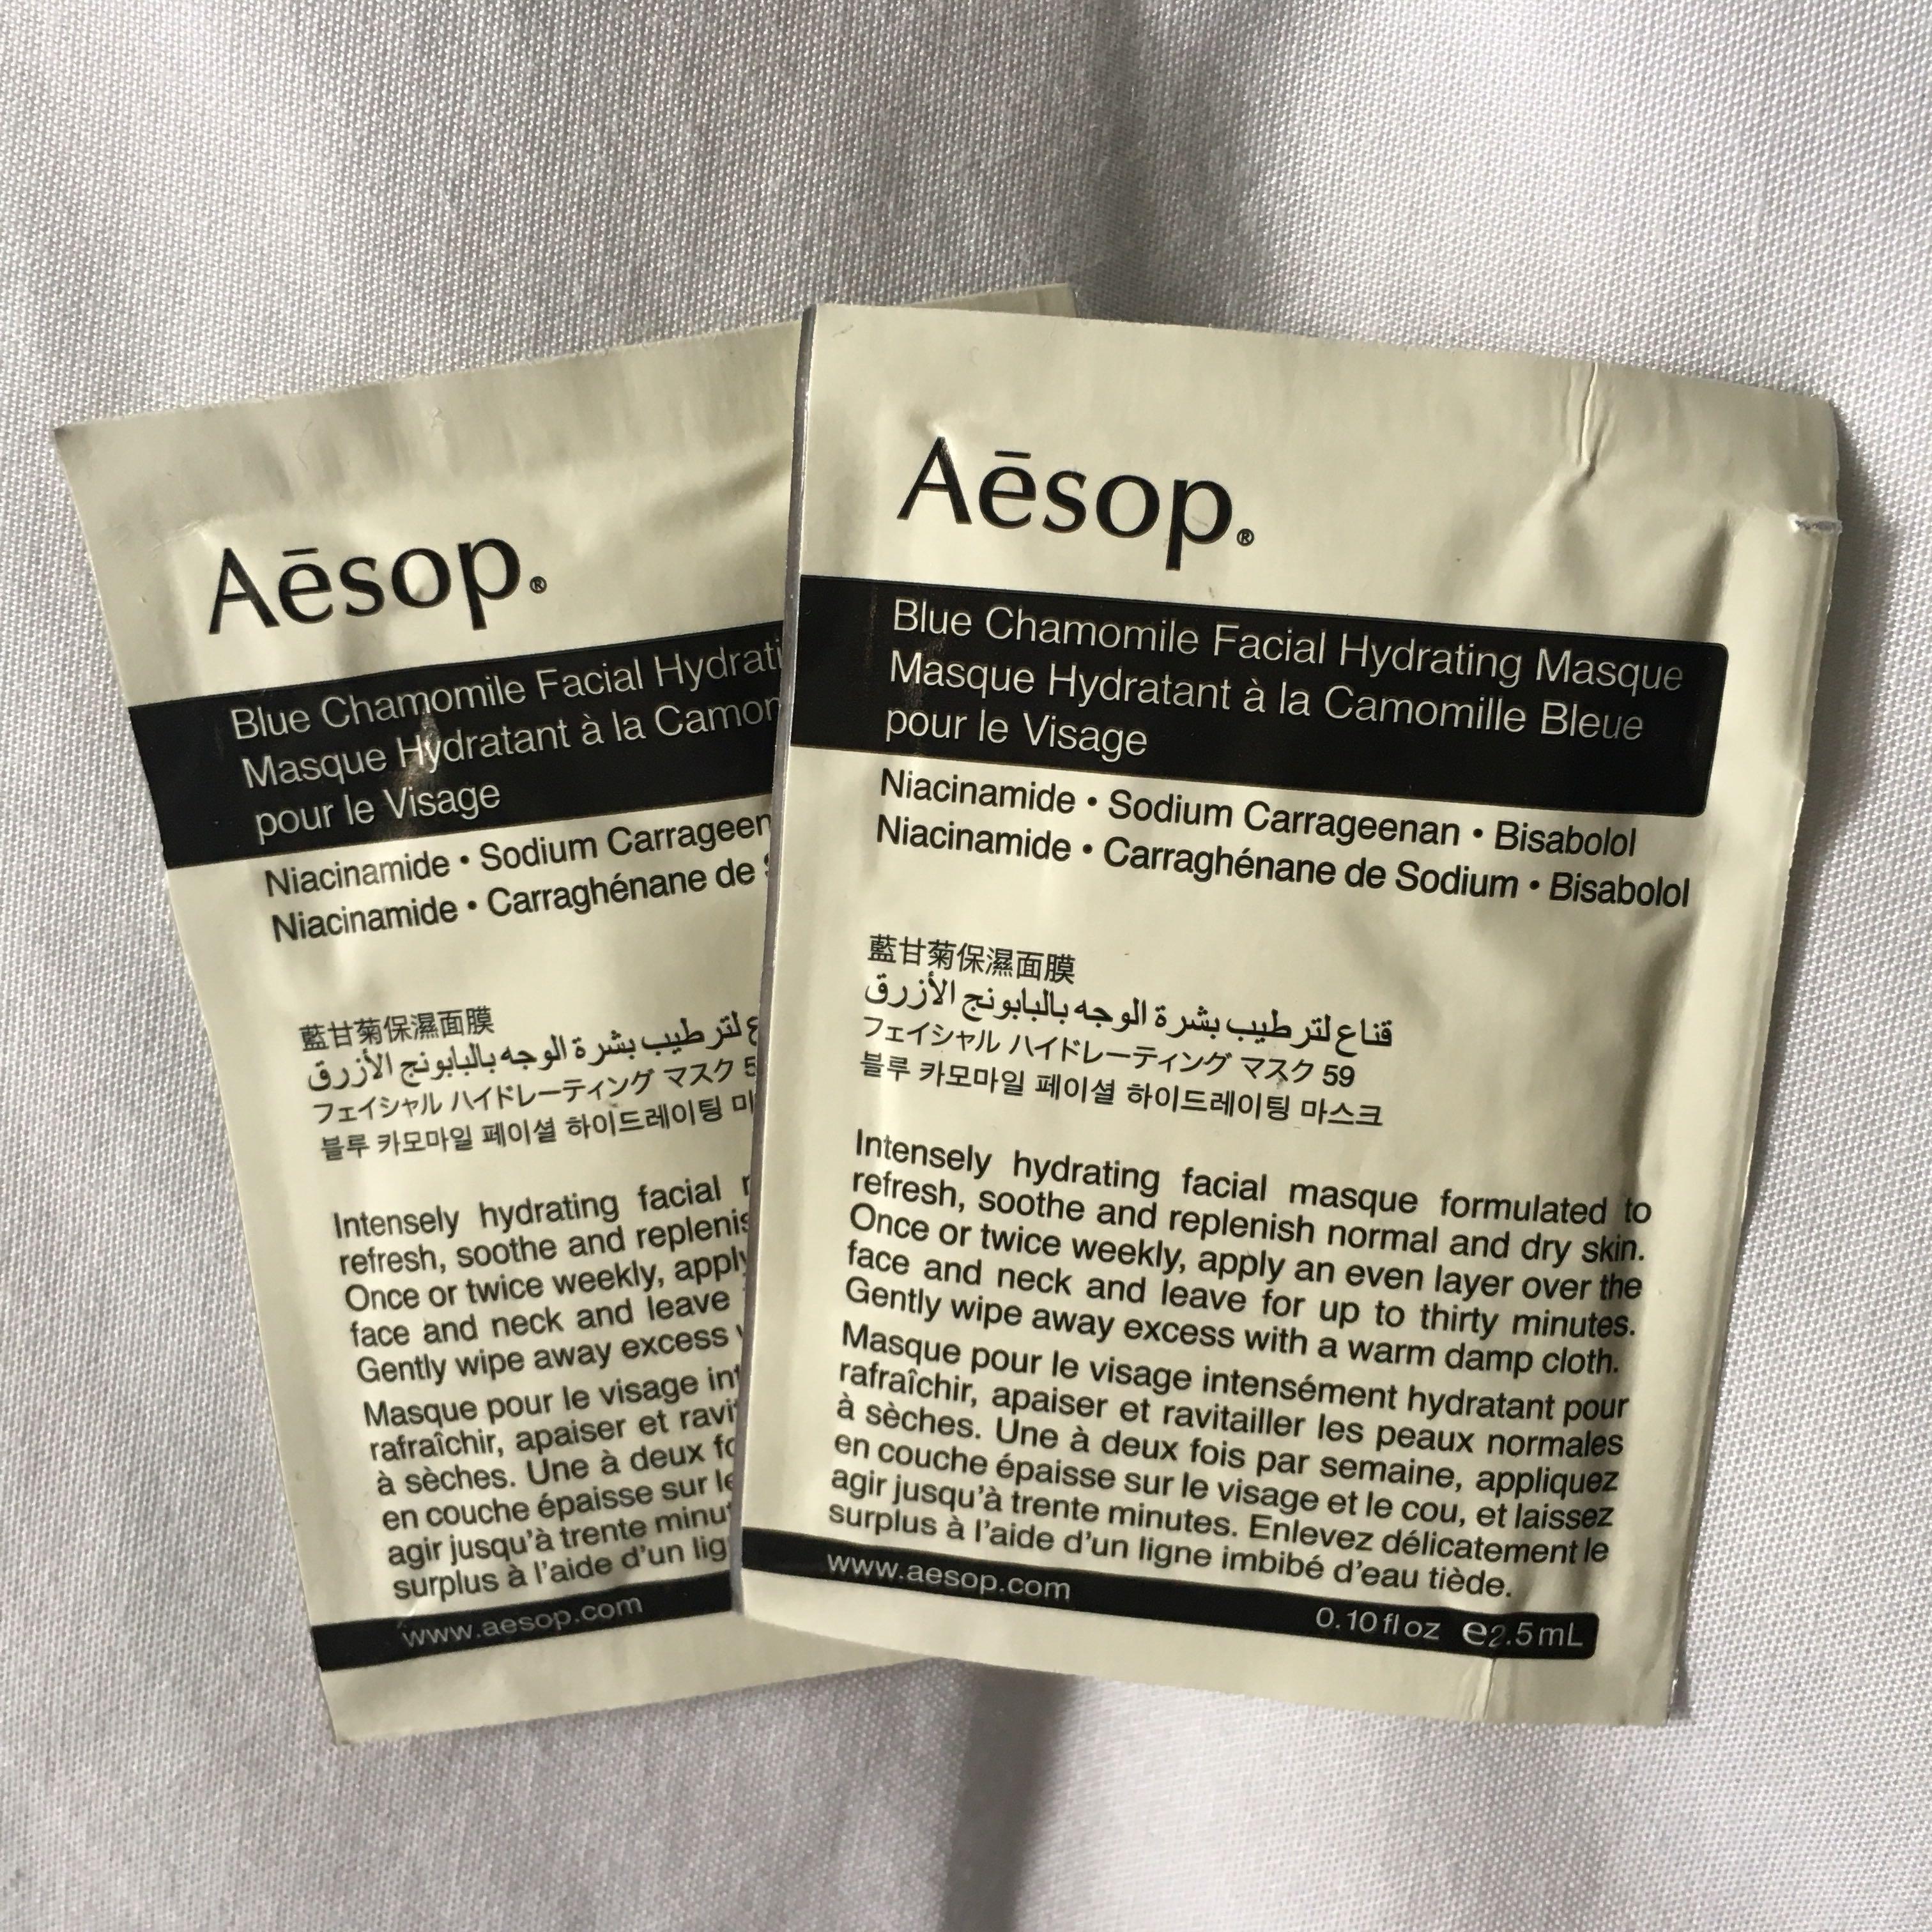 Aēsop.®
Blue Chamomile Facial Hydrati
Masque Hydratant à la Camom
pour le Visage
Niacinamide • Sodium Carrageen
Niacinamide • Carraghénane de
藍甘菊保濕面膜
لترطيب بشرة الوجه بالبابونج الأزرق
フェイシャル ハイドレーティング マスク 5
블루 카모마일 페이셜 하이드레이팅 마
Intensely hydrating facial
refresh, soothe and replenis
Once or twice weekly, apply
face and neck and leave
Gently wipe away excess
Masque pour le visage int
rafraîchir, apaiser et ravi
à sèches. Une à deux fo
en couche épaisse sur le
agir jusqu'à trente minut
surplus à l'aide d'un lig
www.aesop.com
Aēsop.®
Blue Chamomile Facial Hydrating Masque
Masque Hydratant à la Camomille Bleue
pour le Visage
Niacinamide • Sodium Carrageenan • Bisabolol
Niacinamide • Carraghénane de Sodium • Bisabolol
藍甘菊保濕面膜
قناع لترطيب بشرة الوجه بالبابونج الأزرق
フェイシャル ハイドレーティング マスク 59
블루 카모마일 페이셜 하이드레이팅 마스크
Intensely hydrating facial masque formulated to
refresh, soothe and replenish normal and dry skin.
Once or twice weekly, apply an even layer over the
face and neck and leave for up to thirty minutes.
Gently wipe away excess with a warm damp cloth.
Masque pour le visage intensément hydratant pour
rafraîchir, apaiser et ravitailler les peaux normales
à sèches. Une à deux fois par semaine, appliquez
en couche épaisse sur le visage et le cou, et laissez
agir jusqu'à trente minutes. Enlevez délicatement le
surplus à l'aide d'un ligne imbibé d'eau tiède.
www.aesop.com
0.10 fl oz ℮2.5 mL